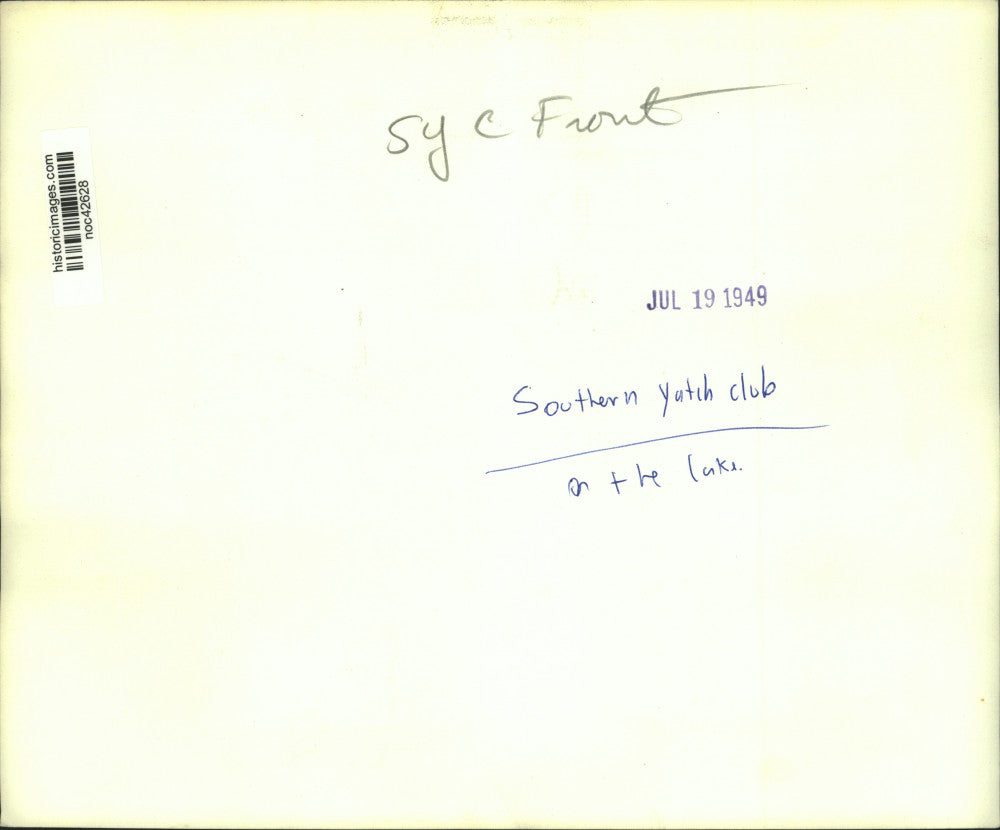 SYC Front
historicimages.com
noc42628
JUL 19 1949
Southern Yatch club
on the lake.